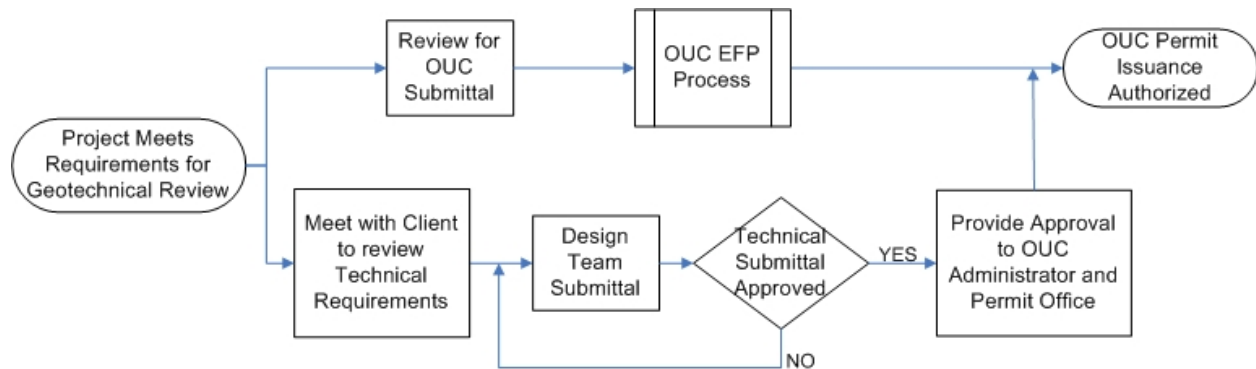 Review for
OUC
Submittal
OUC EFP
Process
OUC Permit
Issuance
Authorized
Project Meets
Requirements for
Geotechnical Review
Meet with Client
to review
Technical
Requirements
Design
Team
Submittal
Technical
Submittal
Approved
YES
NO
Provide Approval
to OUC
Administrator and
Permit Office